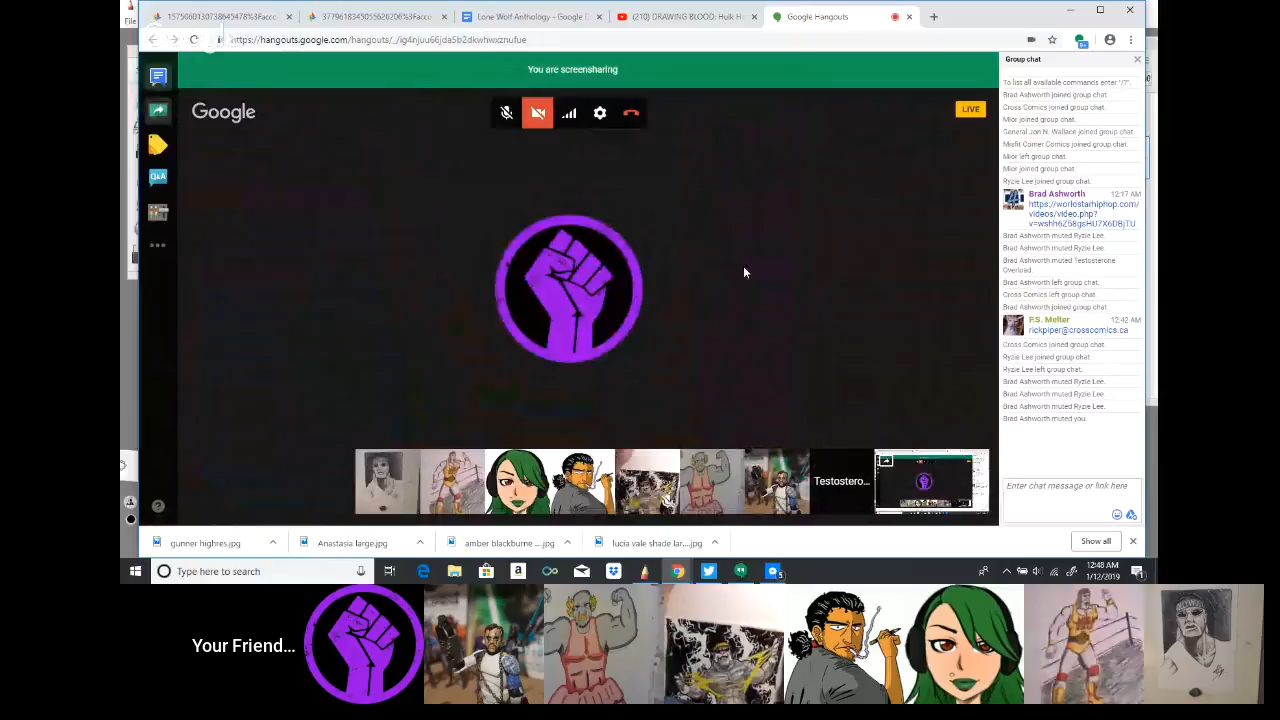 File
1575060130738645478%3Facco
3779618345055626206%3Facco
Lone Wolf Anthology - Google D
(210) DRAWING BLOOD: Hulk H
Google Hangouts
https://hangouts.google.com/hangouts/_/ig4njuu66jda5b2dkwhwxznufue
You are screensharing
Google
LIVE
Q&A
Group chat
To list all available commands enter "/?".
Brad Ashworth joined group chat.
Cross Comics joined group chat.
Mior joined group chat.
General Jon N. Wallace joined group chat.
Misfit Corner Comics joined group chat.
Mior left group chat.
Mior joined group chat.
Ryzie Lee joined group chat.
Brad Ashworth 12:17 AM
https://worldstarhiphop.com/
videos/video.php?
v=wshh6Z58gsHU7X6DBjTU
Brad Ashworth muted Ryzie Lee.
Brad Ashworth muted Ryzie Lee.
Brad Ashworth muted Testosterone
Overload.
Brad Ashworth left group chat.
Cross Comics left group chat.
Brad Ashworth joined group chat.
P.S. Melter 12:42 AM
rickpiper@crosscomics.ca
Cross Comics joined group chat.
Ryzie Lee joined group chat.
Ryzie Lee left group chat.
Brad Ashworth muted Ryzie Lee.
Brad Ashworth muted Ryzie Lee.
Brad Ashworth muted Ryzie Lee.
Brad Ashworth muted you.
Enter chat message or link here
Testostero...
gunner highres.jpg
Anastasia large.jpg
amber blackburne ....jpg
lucia vale shade lar....jpg
Show all
Type here to search
5
12:48 AM
1/12/2019
1
Your Friend...